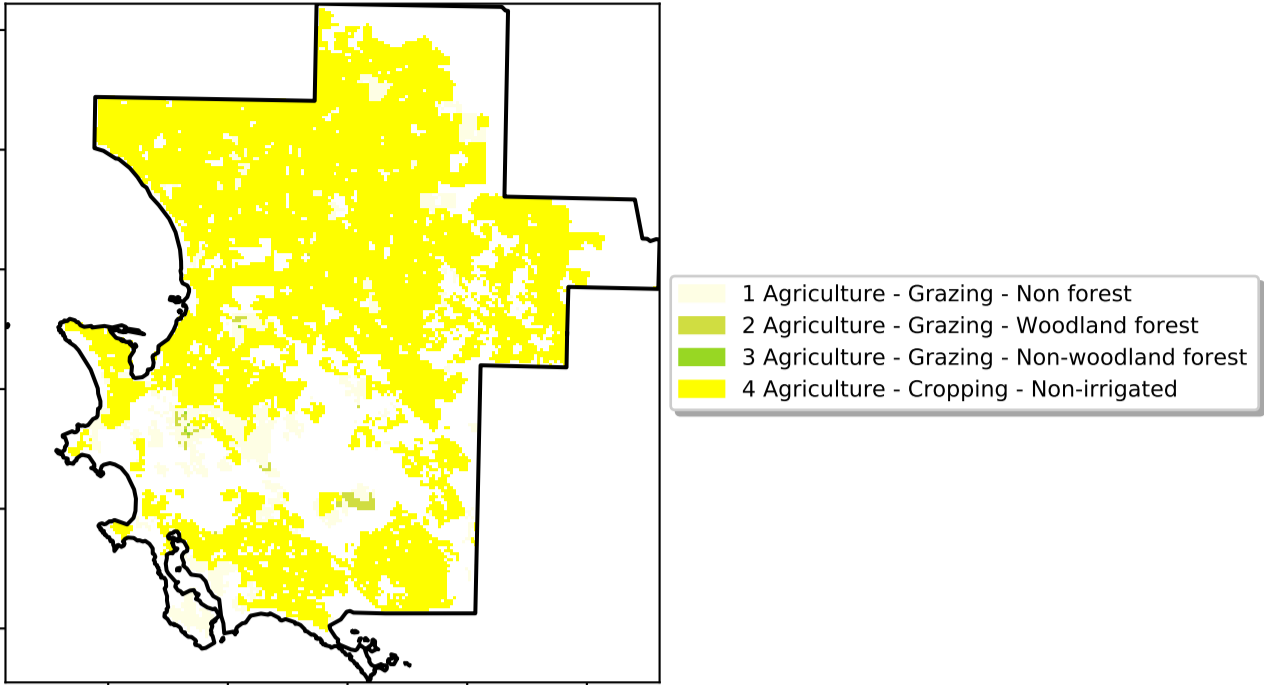 1 Agriculture - Grazing - Non forest
2 Agriculture - Grazing - Woodland forest
3 Agriculture - Grazing - Non-woodland forest
4 Agriculture - Cropping - Non-irrigated